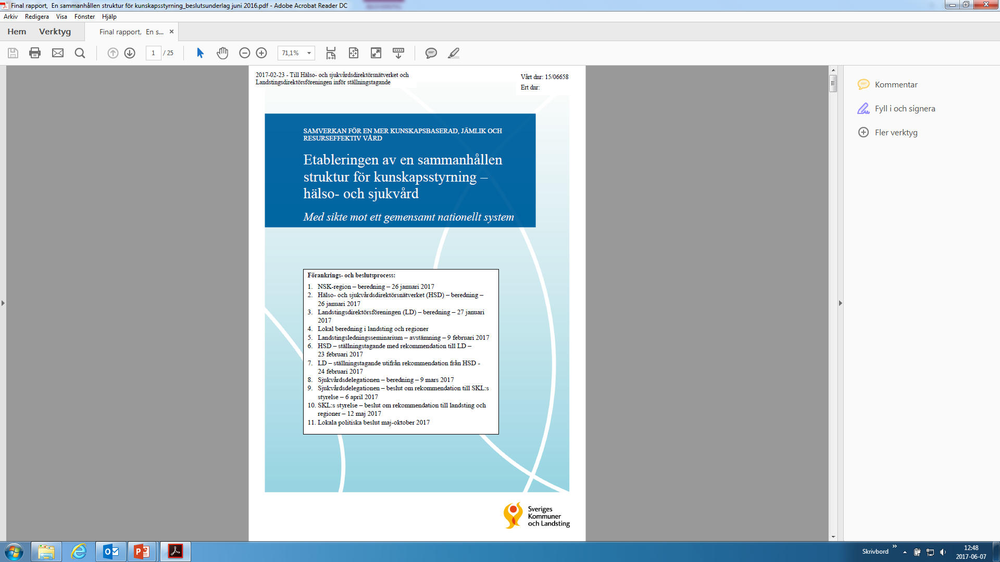 Final rapport,  En sammanhållen struktur för kunskapsstyrning_beslutsunderlag juni 2016.pdf - Adobe Acrobat Reader DC
Arkiv Redigera Visa Fönster Hjälp
Hem Verktyg Final rapport,  En s... ×
1 / 25 71,1%
2017-02-23 - Till Hälso- och sjukvårdsdirektörsnätverket och
Landstingsdirektörsföreningen inför ställningstagande
Vårt dnr: 15/06658
Ert dnr:
SAMVERKAN FÖR EN MER KUNSKAPSBASERAD, JÄMLIK OCH
RESURSEFFEKTIV VÅRD
Etableringen av en sammanhållen
struktur för kunskapsstyrning –
hälso- och sjukvård
Med sikte mot ett gemensamt nationellt system
Förankrings- och beslutsprocess:
1. NSK-region – beredning – 26 januari 2017
2. Hälso- och sjukvårdsdirektörsnätverket (HSD) – beredning –
26 januari 2017
3. Landstingsdirektörsföreningen (LD) – beredning – 27 januari
2017
4. Lokal beredning i landsting och regioner
5. Landstingsledningsseminarium – avstämning – 9 februari 2017
6. HSD – ställningstagande med rekommendation till LD –
23 februari 2017
7. LD – ställningstagande utifrån rekommendation från HSD -
24 februari 2017
8. Sjukvårdsdelegationen – beredning – 9 mars 2017
9. Sjukvårdsdelegationen – beslut om rekommendation till SKL:s
styrelse – 6 april 2017
10. SKL:s styrelse – beslut om rekommendation till landsting och
regioner – 12 maj 2017
11. Lokala politiska beslut maj-oktober 2017
Sveriges
Kommuner
och Landsting
Kommentar
Fyll i och signera
Fler verktyg
Skrivbord
12:48
2017-06-07